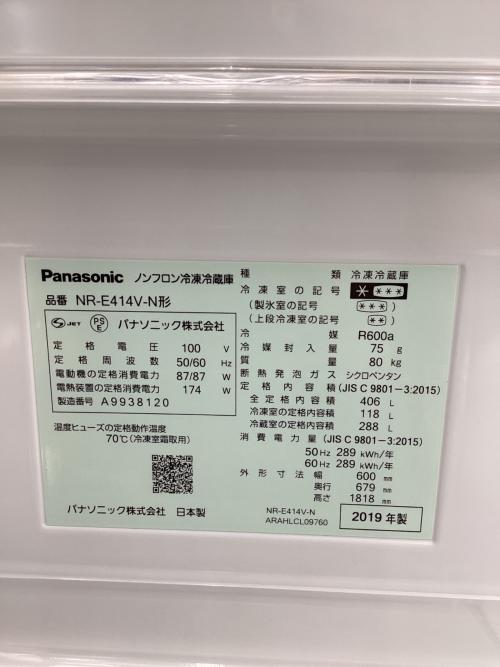 Panasonic ノンフロン冷凍冷蔵庫
品番 NR-E414V-N形
JET PS E パナソニック株式会社
定格電圧 100 V
定格周波数 50/60 Hz
電動機の定格消費電力 87/87 W
電熱装置の定格消費電力 174 W
製造番号 A9938120
温度ヒューズの定格動作温度
70℃(冷凍室霜取用)
パナソニック株式会社 日本製
種類 冷凍冷蔵庫
冷凍室の記号 * ***
(製氷室の記号 ***)
(上段冷凍室の記号 **)
冷媒 R600a
冷媒封入量 75 g
質量 80 kg
断熱発泡ガス シクロペンタン
定格内容積 (JIS C 9801-3:2015)
全定格内容積 406 L
冷凍室の定格内容積 118 L
冷蔵室の定格内容積 288 L
消費電力量 (JIS C 9801-3:2015)
50 Hz 289 kWh/年
60 Hz 289 kWh/年
外形寸法 幅 600 mm
奥行 679 mm
高さ 1818 mm
NR-E414V-N
ARAHLCL09760
2019 年製